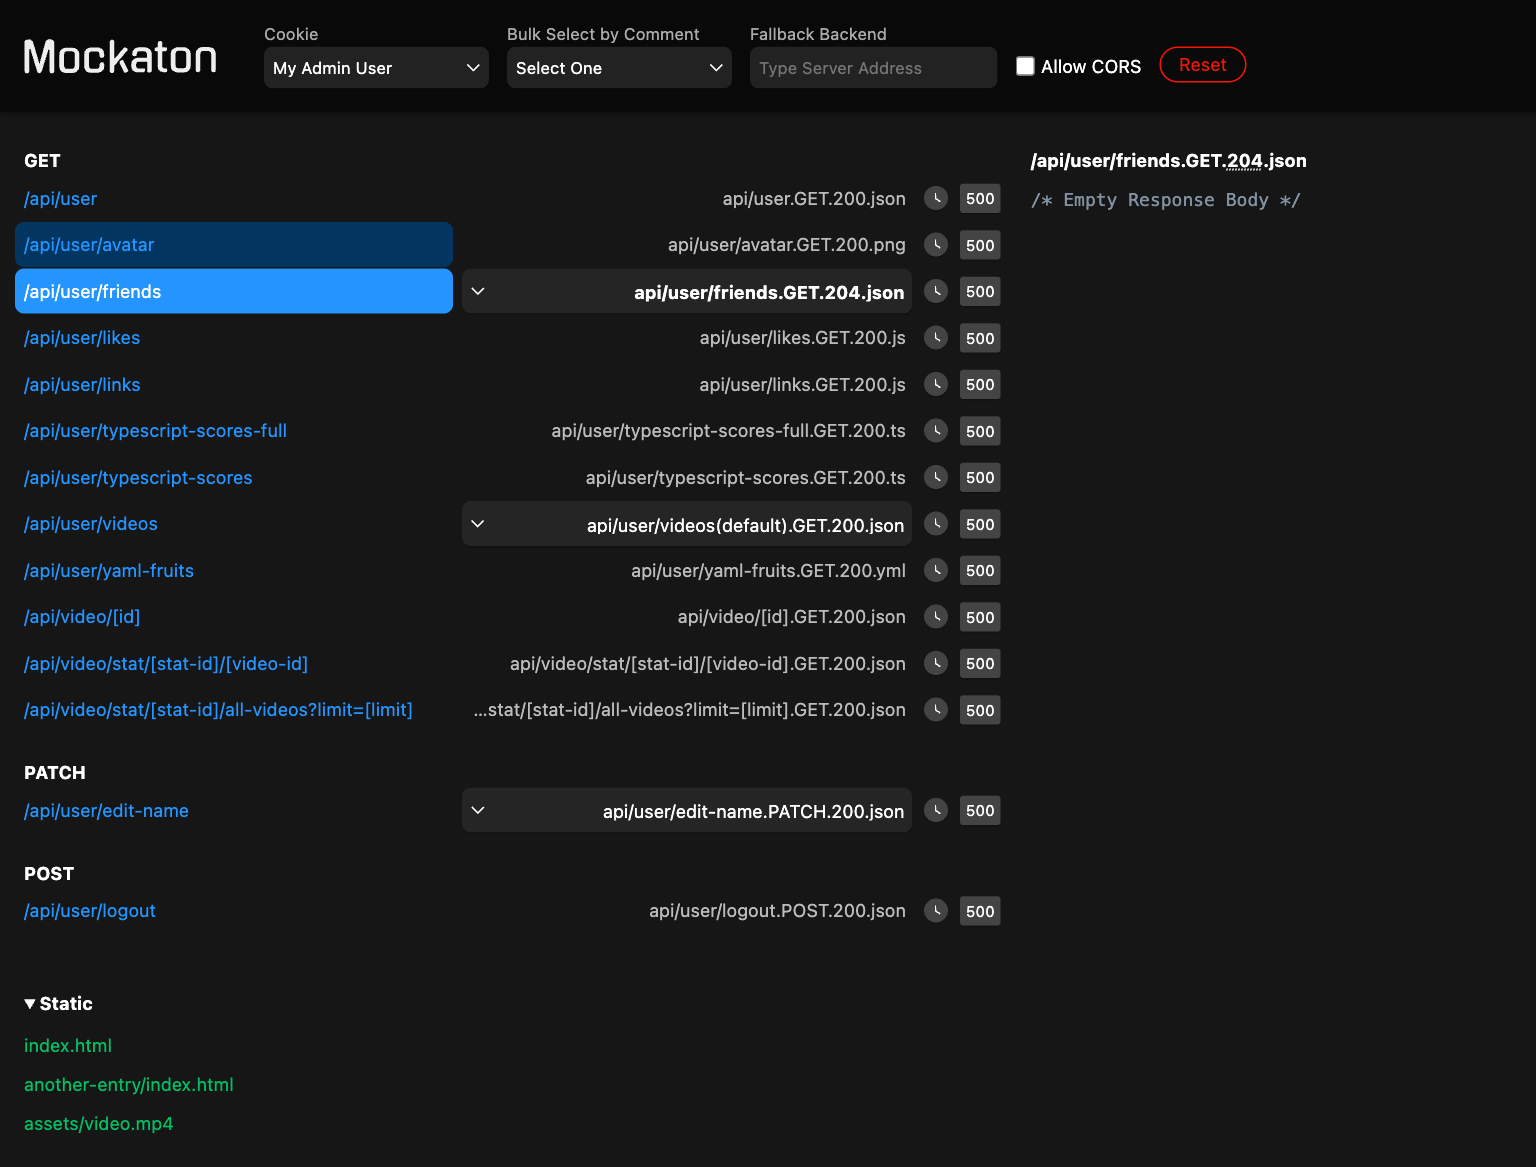 Mockaton
Cookie
My Admin User
Bulk Select by Comment
Select One
Fallback Backend
Type Server Address
Allow CORS
Reset
GET
/api/user api/user.GET.200.json 500
/api/user/avatar api/user/avatar.GET.200.png 500
/api/user/friends api/user/friends.GET.204.json 500
/api/user/likes api/user/likes.GET.200.js 500
/api/user/links api/user/links.GET.200.js 500
/api/user/typescript-scores-full api/user/typescript-scores-full.GET.200.ts 500
/api/user/typescript-scores api/user/typescript-scores.GET.200.ts 500
/api/user/videos api/user/videos(default).GET.200.json 500
/api/user/yaml-fruits api/user/yaml-fruits.GET.200.yml 500
/api/video/[id] api/video/[id].GET.200.json 500
/api/video/stat/[stat-id]/[video-id] api/video/stat/[stat-id]/[video-id].GET.200.json 500
/api/video/stat/[stat-id]/all-videos?limit=[limit] ...stat/[stat-id]/all-videos?limit=[limit].GET.200.json 500
PATCH
/api/user/edit-name api/user/edit-name.PATCH.200.json 500
POST
/api/user/logout api/user/logout.POST.200.json 500
▼ Static
index.html
another-entry/index.html
assets/video.mp4
/api/user/friends.GET.204.json
/* Empty Response Body */